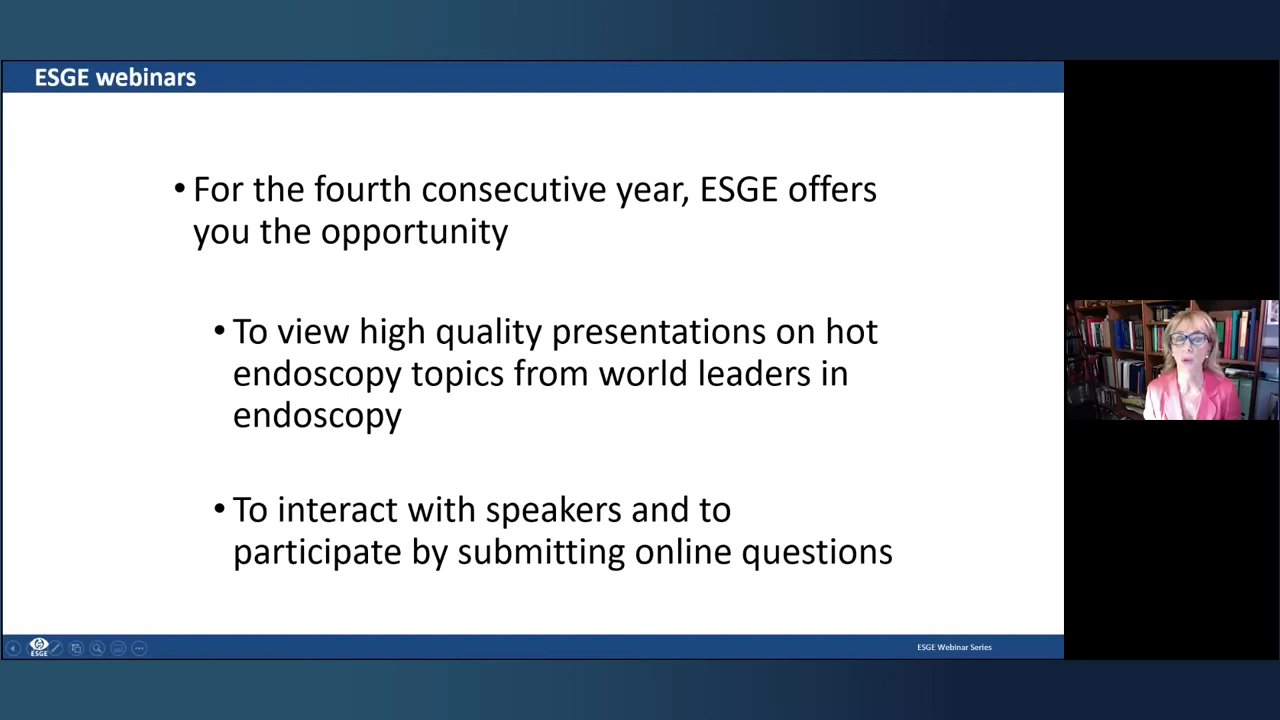 ESGE webinars
• For the fourth consecutive year, ESGE offers
you the opportunity
• To view high quality presentations on hot
endoscopy topics from world leaders in
endoscopy
• To interact with speakers and to
participate by submitting online questions
ESGE
ESGE Webinar Series